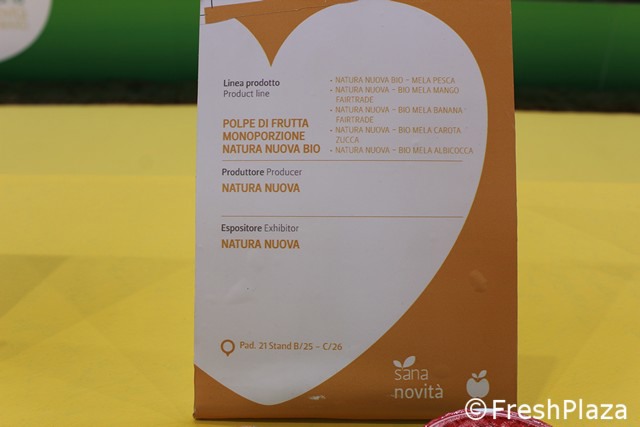 Linea prodotto
Product line
POLPE DI FRUTTA
MONOPORZIONE
NATURA NUOVA BIO
• NATURA NUOVA BIO – MELA PESCA
• NATURA NUOVA – BIO MELA MANGO
FAIRTRADE
• NATURA NUOVA – BIO MELA BANANA
FAIRTRADE
• NATURA NUOVA – BIO MELA CAROTA
ZUCCA
• NATURA NUOVA – BIO MELA ALBICOCCA
Produttore Producer
NATURA NUOVA
Espositore Exhibitor
NATURA NUOVA
Pad. 21 Stand B/25 – C/26
sana
novità
©FreshPlaza